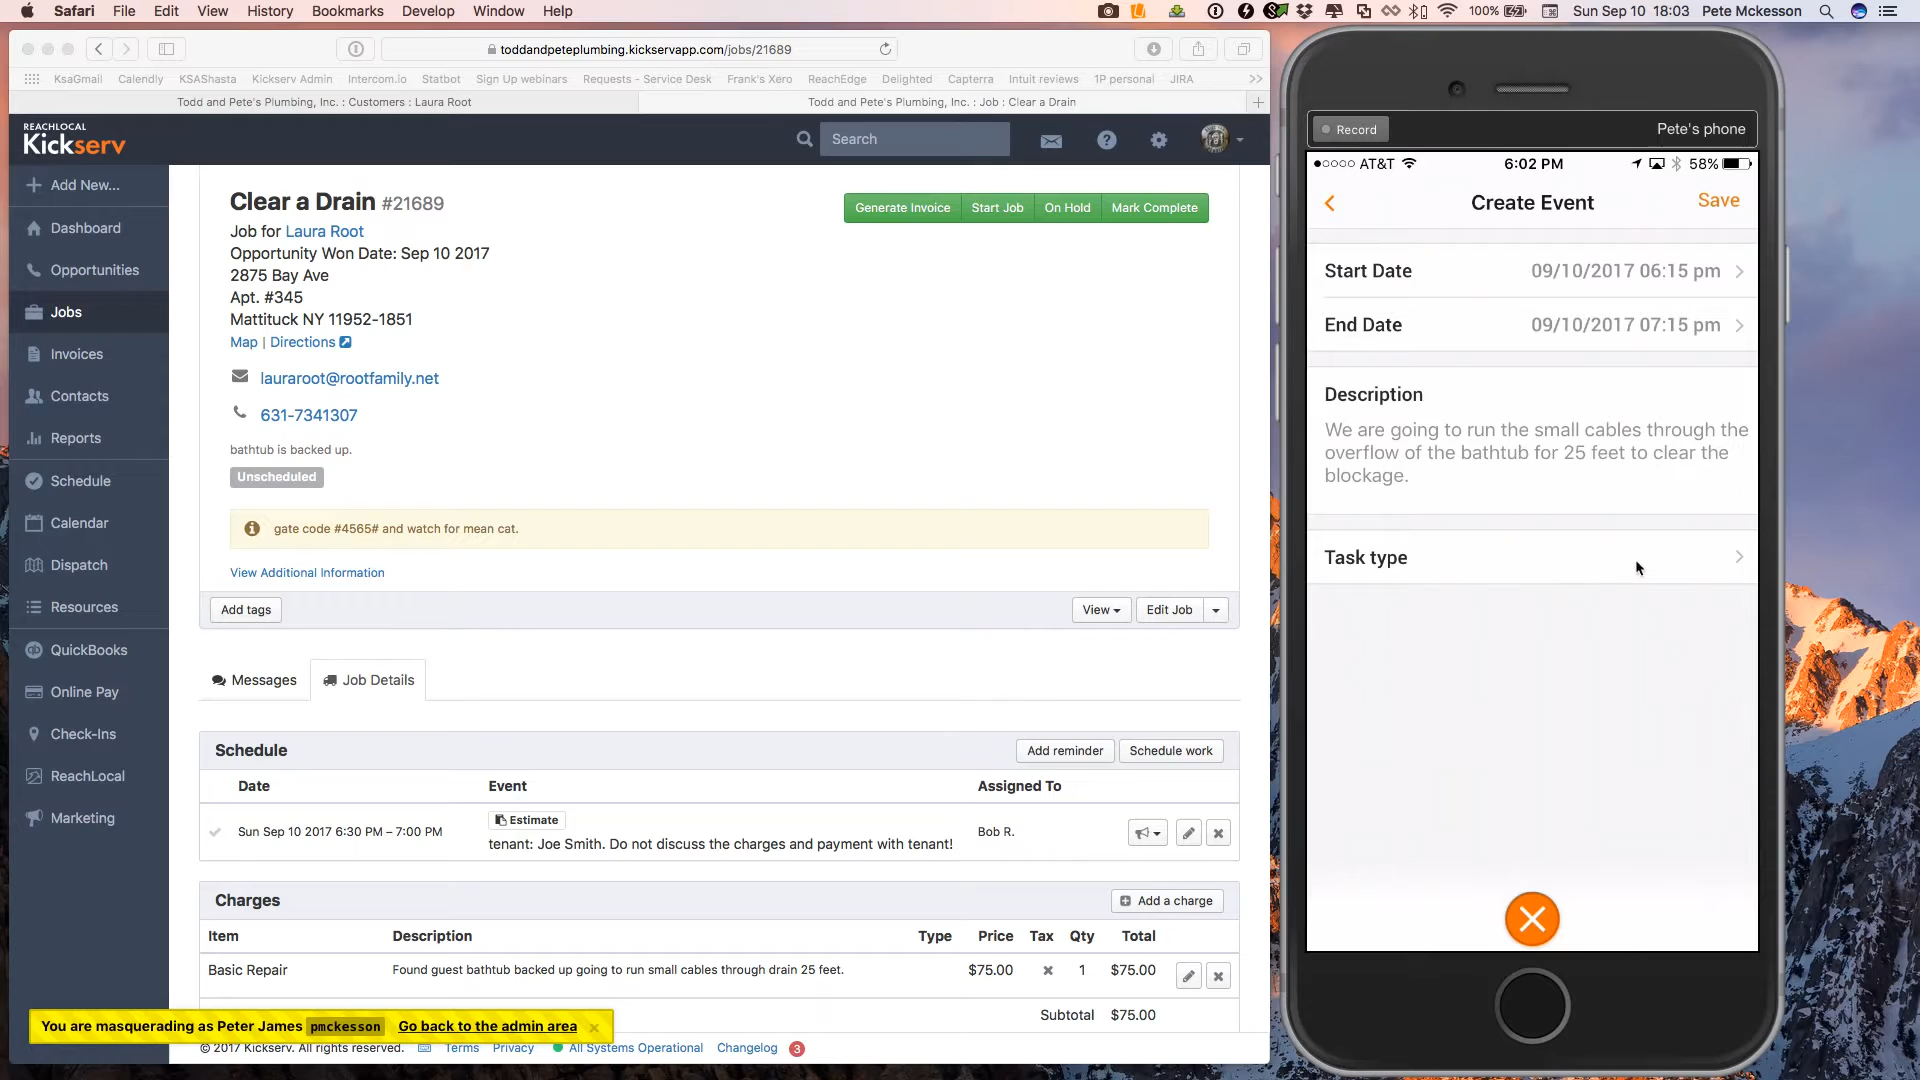 Safari File Edit View History Bookmarks Develop Window Help
100% Sun Sep 10 18:03 Pete Mckesson
toddandpeteplumbing.kickservapp.com/jobs/21689
KsaGmail Calendly KSAShasta Kickserv Admin Intercom.io Statbot Sign Up webinars Requests - Service Desk Frank's Xero ReachEdge Delighted Capterra Intuit reviews 1P personal JIRA >>
Todd and Pete's Plumbing, Inc. : Customers : Laura Root
Todd and Pete's Plumbing, Inc. : Job : Clear a Drain
REACHLOCAL
Kickserv
Search
Add New...
Dashboard
Opportunities
Jobs
Invoices
Contacts
Reports
Schedule
Calendar
Dispatch
Resources
QuickBooks
Online Pay
Check-Ins
ReachLocal
Marketing
Clear a Drain #21689
Generate Invoice Start Job On Hold Mark Complete
Job for Laura Root
Opportunity Won Date: Sep 10 2017
2875 Bay Ave
Apt. #345
Mattituck NY 11952-1851
Map | Directions
lauraroot@rootfamily.net
631-7341307
bathtub is backed up.
Unscheduled
gate code #4565# and watch for mean cat.
View Additional Information
Add tags
View Edit Job
Messages Job Details
Schedule
Add reminder Schedule work
Date Event Assigned To
Sun Sep 10 2017 6:30 PM – 7:00 PM
Estimate
tenant: Joe Smith. Do not discuss the charges and payment with tenant!
Bob R.
Charges
Add a charge
Item Description Type Price Tax Qty Total
Basic Repair Found guest bathtub backed up going to run small cables through drain 25 feet. $75.00 1 $75.00
Subtotal $75.00
You are masquerading as Peter James pmckesson Go back to the admin area ×
© 2017 Kickserv. All rights reserved. Terms Privacy All Systems Operational Changelog 3
Record Pete's phone
AT&T 6:02 PM 58%
Create Event Save
Start Date 09/10/2017 06:15 pm
End Date 09/10/2017 07:15 pm
Description
We are going to run the small cables through the
overflow of the bathtub for 25 feet to clear the
blockage.
Task type